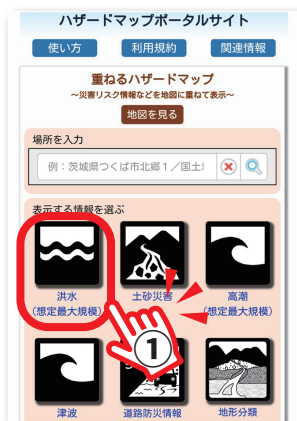 ハザードマップポータルサイト
使い方 利用規約 関連情報
重ねるハザードマップ
～災害リスク情報などを地図に重ねて表示～
地図を見る
場所を入力
例：茨城県つくば市北郷１／国土
表示する情報を選ぶ
洪水 土砂災害 高潮
(想定最大規模) (想定最大規模)
1
津波 道路防災情報 地形分類